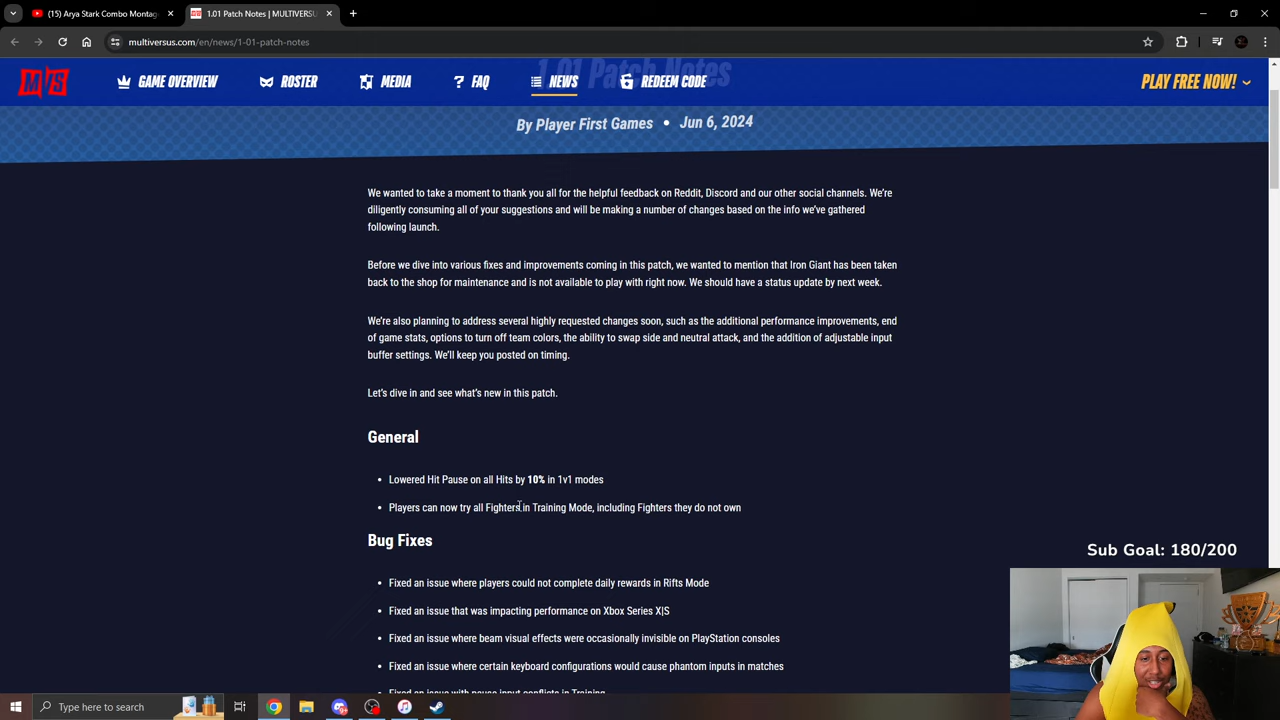 (15) Arya Stark Combo Montag
1.01 Patch Notes | MULTIVERSU
multiversus.com/en/news/1-01-patch-notes
M/S
GAME OVERVIEW
ROSTER
MEDIA
FAQ
NEWS
REDEEM CODE
PLAY FREE NOW!
1.01 Patch Notes
By Player First Games • Jun 6, 2024
We wanted to take a moment to thank you all for the helpful feedback on Reddit, Discord and our other social channels. We're
diligently consuming all of your suggestions and will be making a number of changes based on the info we've gathered
following launch.
Before we dive into various fixes and improvements coming in this patch, we wanted to mention that Iron Giant has been taken
back to the shop for maintenance and is not available to play with right now. We should have a status update by next week.
We're also planning to address several highly requested changes soon, such as the additional performance improvements, end
of game stats, options to turn off team colors, the ability to swap side and neutral attack, and the addition of adjustable input
buffer settings. We'll keep you posted on timing.
Let's dive in and see what's new in this patch.
General
• Lowered Hit Pause on all Hits by 10% in 1v1 modes
• Players can now try all Fighters in Training Mode, including Fighters they do not own
Bug Fixes
Sub Goal: 180/200
• Fixed an issue where players could not complete daily rewards in Rifts Mode
• Fixed an issue that was impacting performance on Xbox Series X|S
• Fixed an issue where beam visual effects were occasionally invisible on PlayStation consoles
• Fixed an issue where certain keyboard configurations would cause phantom inputs in matches
• Fixed an issue with pause input conflicts in Training
Type here to search